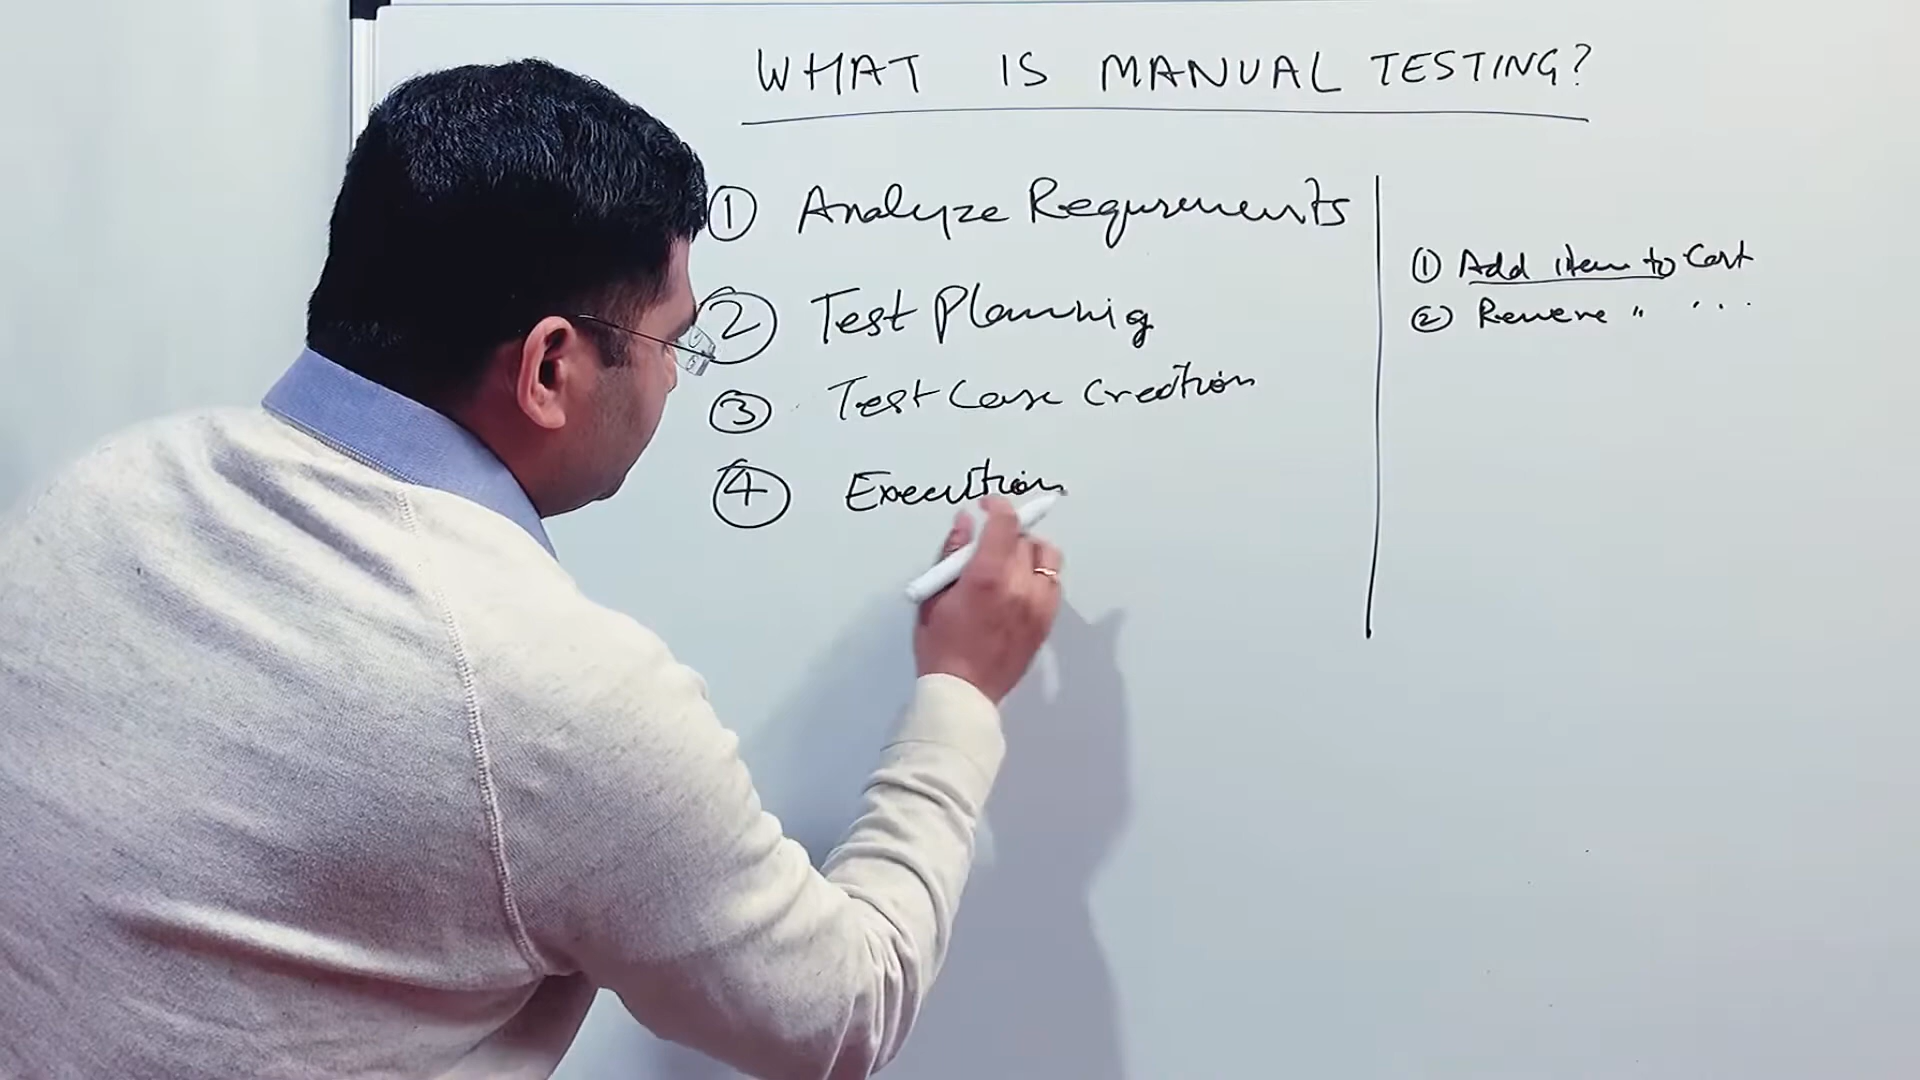 WHAT IS MANUAL TESTING?
① Analyze Requirements
② Test Planning
③ Test Case Creation
④ Execution
① Add item to Cart
② Remove " . . .